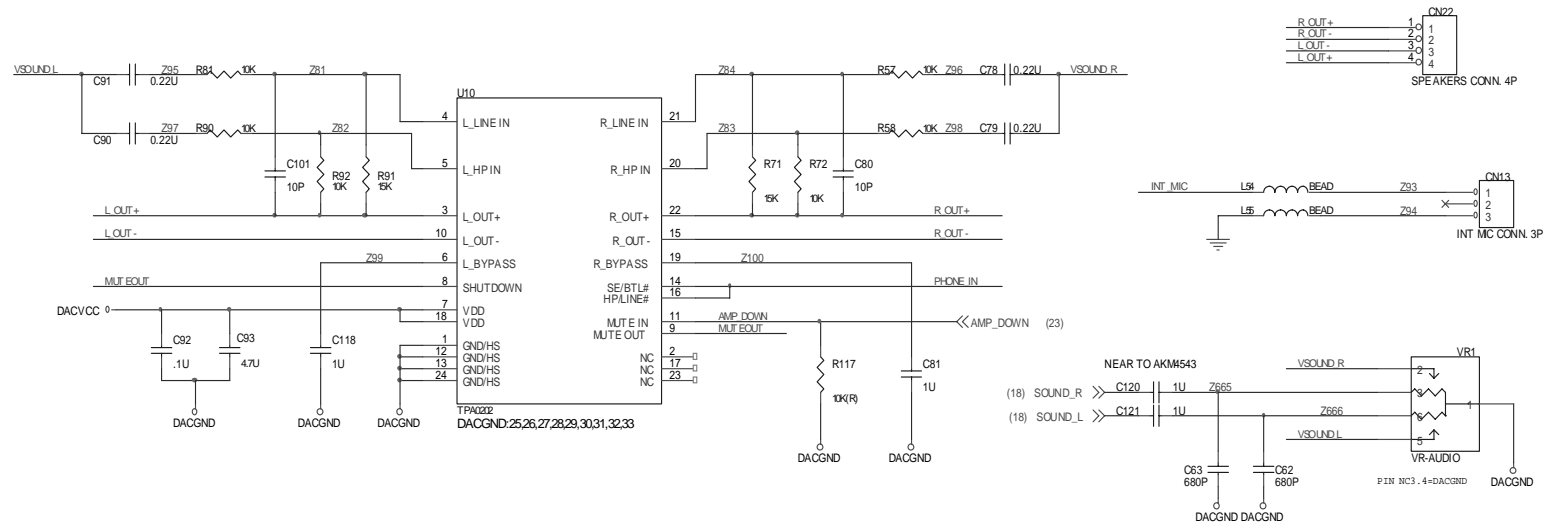 CN22
R_OUT+ 1 1
R_OUT- 2 2
L_OUT- 3 3
L_OUT+ 4 4
SPEAKERS CONN. 4P
VSOUND_L
C91
Z95
0.22U
R81
10K
Z81
C90
Z97
0.22U
R90
10K
Z82
C101
10P
R92
10K
R91
15K
L_OUT+
L_OUT-
Z99
MUTEOUT
DACVCC
C92
.1U
C93
4.7U
C118
1U
DACGND
DACGND
DACGND
U10
4 L_LINE IN
5 L_HP IN
3 L_OUT+
10 L_OUT-
6 L_BYPASS
8 SHUTDOWN
7 VDD
18 VDD
1 GND/HS
12 GND/HS
13 GND/HS
24 GND/HS
R_LINE IN 21
R_HP IN 20
R_OUT+ 22
R_OUT- 15
R_BYPASS 19
SE/BTL# 14
HP/LINE# 16
MUTE IN 11
MUTE OUT 9
NC 2
NC 17
NC 23
TPA0202
DACGND:25,26,27,28,29,30,31,32,33
Z84
R57
10K
Z96
C78
0.22U
VSOUND_R
Z83
R58
10K
Z98
C79
0.22U
R71
15K
R72
10K
C80
10P
R_OUT+
R_OUT-
Z100
PHONE_IN
AMP_DOWN
AMP_DOWN (23)
MUTEOUT
R117
10K(R)
C81
1U
DACGND
DACGND
CN13
INT_MIC
L54
BEAD
Z93
1 1
2
L55
BEAD
Z94
3 3
INT MIC CONN. 3P
NEAR TO AKM4543
(18) SOUND_R
C120
1U
Z665
(18) SOUND_L
C121
1U
Z666
C63
680P
C62
680P
DACGND DACGND
VR1
VSOUND_R
2
3
1
6
VSOUND_L
5
VR-AUDIO
PIN NC3.4=DACGND
DACGND